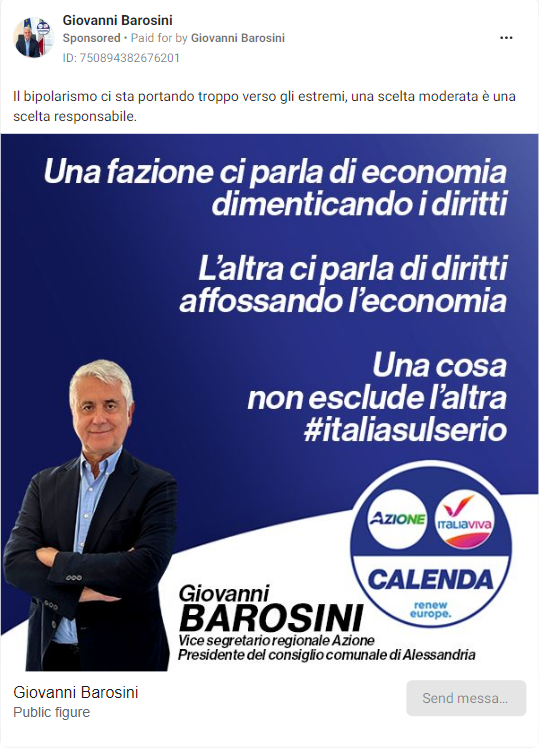 Giovanni Barosini
Sponsored • Paid for by Giovanni Barosini
ID: 750894382676201
Il bipolarismo ci sta portando troppo verso gli estremi, una scelta moderata è una
scelta responsabile.
Una fazione ci parla di economia
dimenticando i diritti
L'altra ci parla di diritti
affossando l'economia
Una cosa
non esclude l'altra
#italiasulserio
AZIONE
ITALIAVIVA
CALENDA
renew
europe.
Giovanni
BAROSINI
Vice segretario regionale Azione
Presidente del consiglio comunale di Alessandria
Giovanni Barosini
Public figure
Send messa...